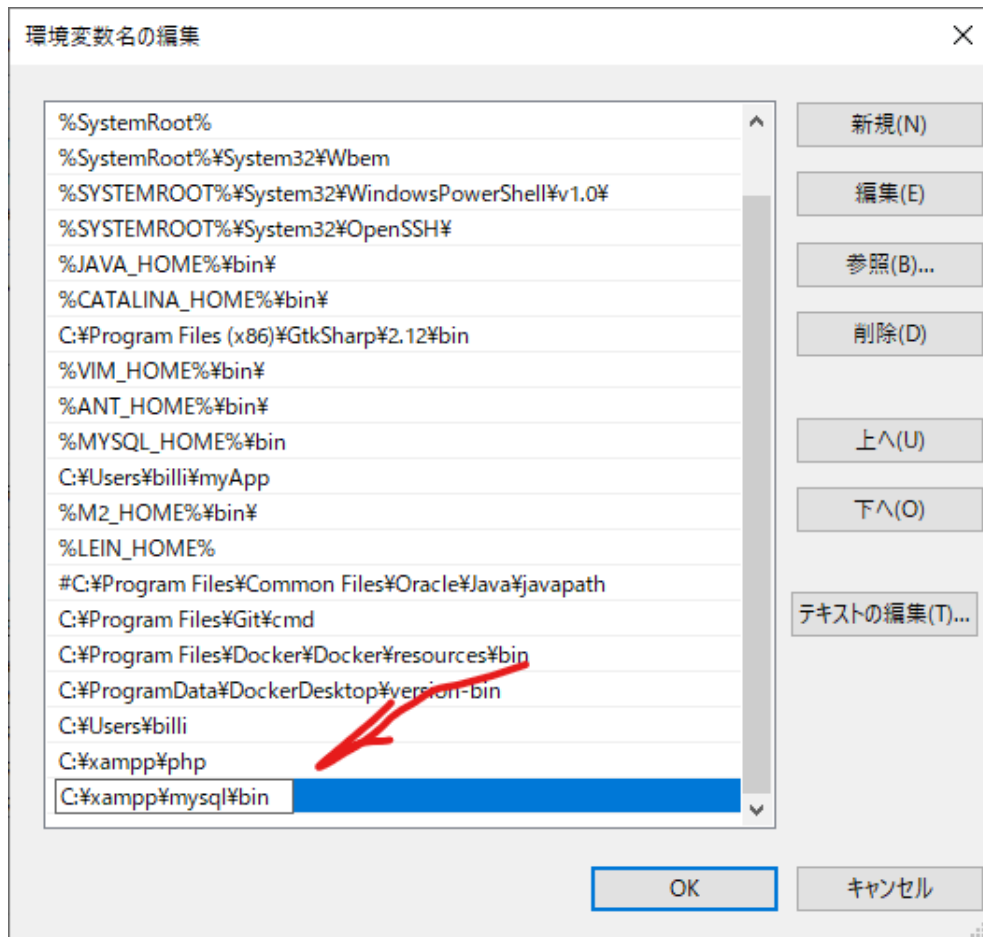 環境変数名の編集
%SystemRoot%
%SystemRoot%¥System32¥Wbem
%SYSTEMROOT%¥System32¥WindowsPowerShell¥v1.0¥
%SYSTEMROOT%¥System32¥OpenSSH¥
%JAVA_HOME%¥bin¥
%CATALINA_HOME%¥bin¥
C:¥Program Files (x86)¥GtkSharp¥2.12¥bin
%VIM_HOME%¥bin¥
%ANT_HOME%¥bin¥
%MYSQL_HOME%¥bin
C:¥Users¥billi¥myApp
%M2_HOME%¥bin¥
%LEIN_HOME%
#C:¥Program Files¥Common Files¥Oracle¥Java¥javapath
C:¥Program Files¥Git¥cmd
C:¥Program Files¥Docker¥Docker¥resources¥bin
C:¥ProgramData¥DockerDesktop¥version-bin
C:¥Users¥billi
C:¥xampp¥php
C:¥xampp¥mysql¥bin
新規(N)
編集(E)
参照(B)...
削除(D)
上へ(U)
下へ(O)
テキストの編集(T)...
OK
キャンセル